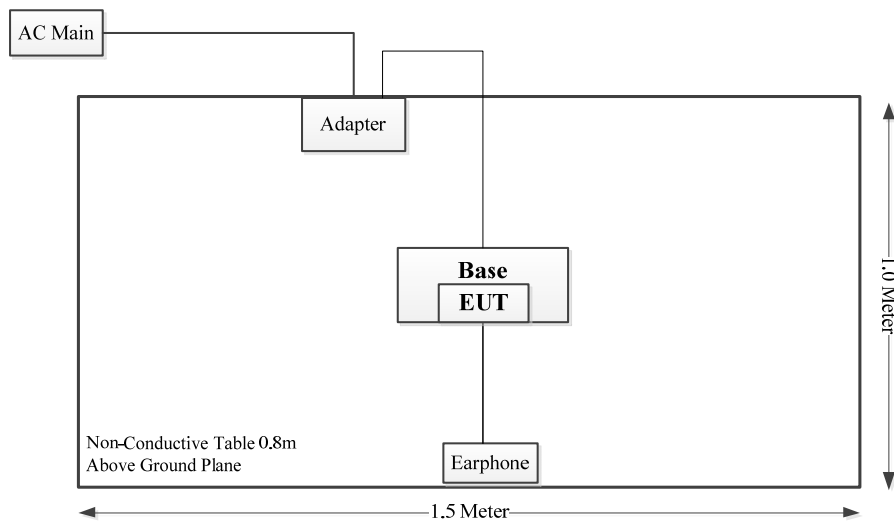 AC Main
Adapter
Base
EUT
1.0 Meter
Non-Conductive Table 0.8m
Above Ground Plane
Earphone
1.5 Meter